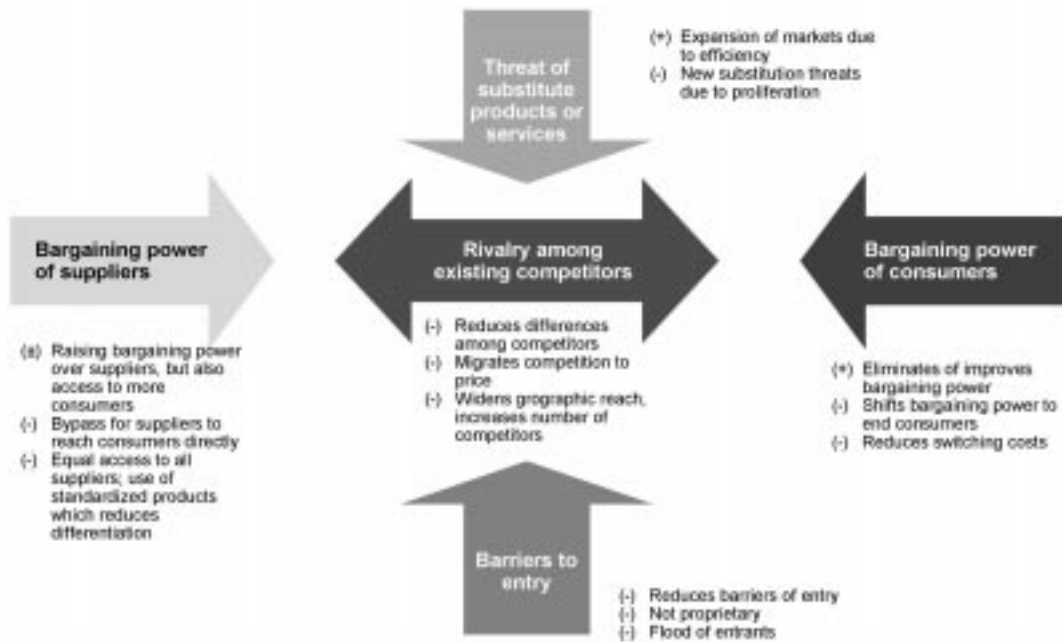 Threat of
substitute
products or
services
(+) Expansion of markets due
to efficiency
(-) New substitution threats
due to proliferation
Bargaining power
of suppliers
(±) Raising bargaining power
over suppliers, but also
access to more
consumers
(-) Bypass for suppliers to
reach consumers directly
(-) Equal access to all
suppliers; use of
standardized products
which reduces
differentiation
Rivalry among
existing competitors
(-) Reduces differences
among competitors
(-) Migrates competition to
price
(-) Widens grographic reach,
increases number of
competitors
Bargaining power
of consumers
(+) Eliminates of improves
bargaining power
(-) Shifts bargaining power to
end consumers
(-) Reduces switching costs
Barriers to
entry
(-) Reduces barriers of entry
(-) Not proprietary
(-) Flood of entrants